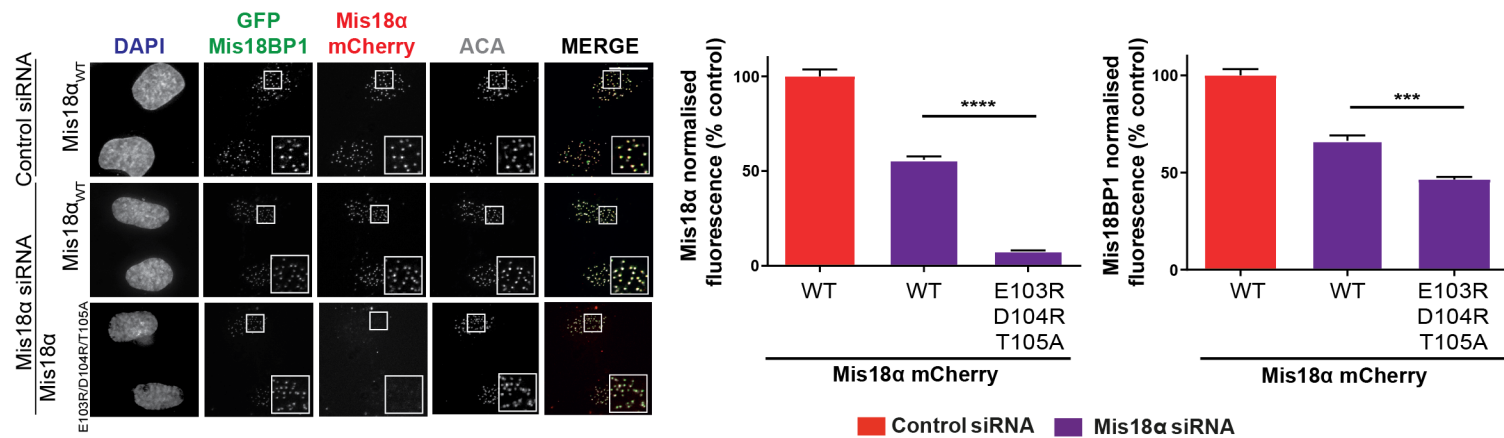 GFP Mis18α
DAPI Mis18BP1 mCherry ACA MERGE
Control siRNA
Mis18α siRNA
Mis18αWT
Mis18αWT
Mis18α
E103R/D104R/T105A
Mis18α normalised
fluorescence (% control)
100
50
0
****
WT WT E103R
D104R
T105A
Mis18α mCherry
Mis18BP1 normalised
fluorescence (% control)
100
50
0
***
WT WT E103R
D104R
T105A
Mis18α mCherry
Control siRNA Mis18α siRNA